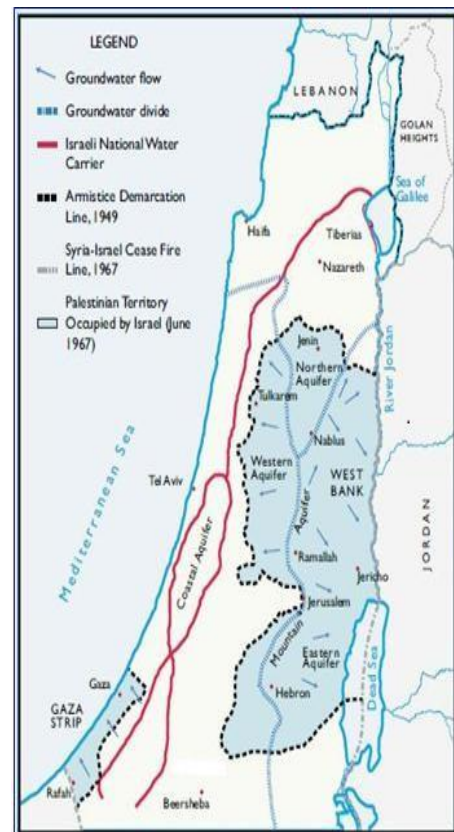 LEGEND
Groundwater flow
Groundwater divide
Israeli National Water
Carrier
Armistice Demarcation
Line, 1949
Syria-Israel Cease Fire
Line, 1967
Palestinian Territory
Occupied by Israel (June
1967)
LEBANON
GOLAN
HEIGHTS
Sea of
Galilee
Haifa
Tiberias
Nazareth
Jenin
Northern
Aquifer
Tulkarem
River Jordan
Nablus
Mediterranean Sea
Tel Aviv
Western
Aquifer
WEST
BANK
Coastal Aquifer
Mountain Aquifer
Ramallah
Jericho
JORDAN
Jerusalem
Eastern
Aquifer
Gaza
Hebron
Dead Sea
GAZA
STRIP
Rafah
Beersheba